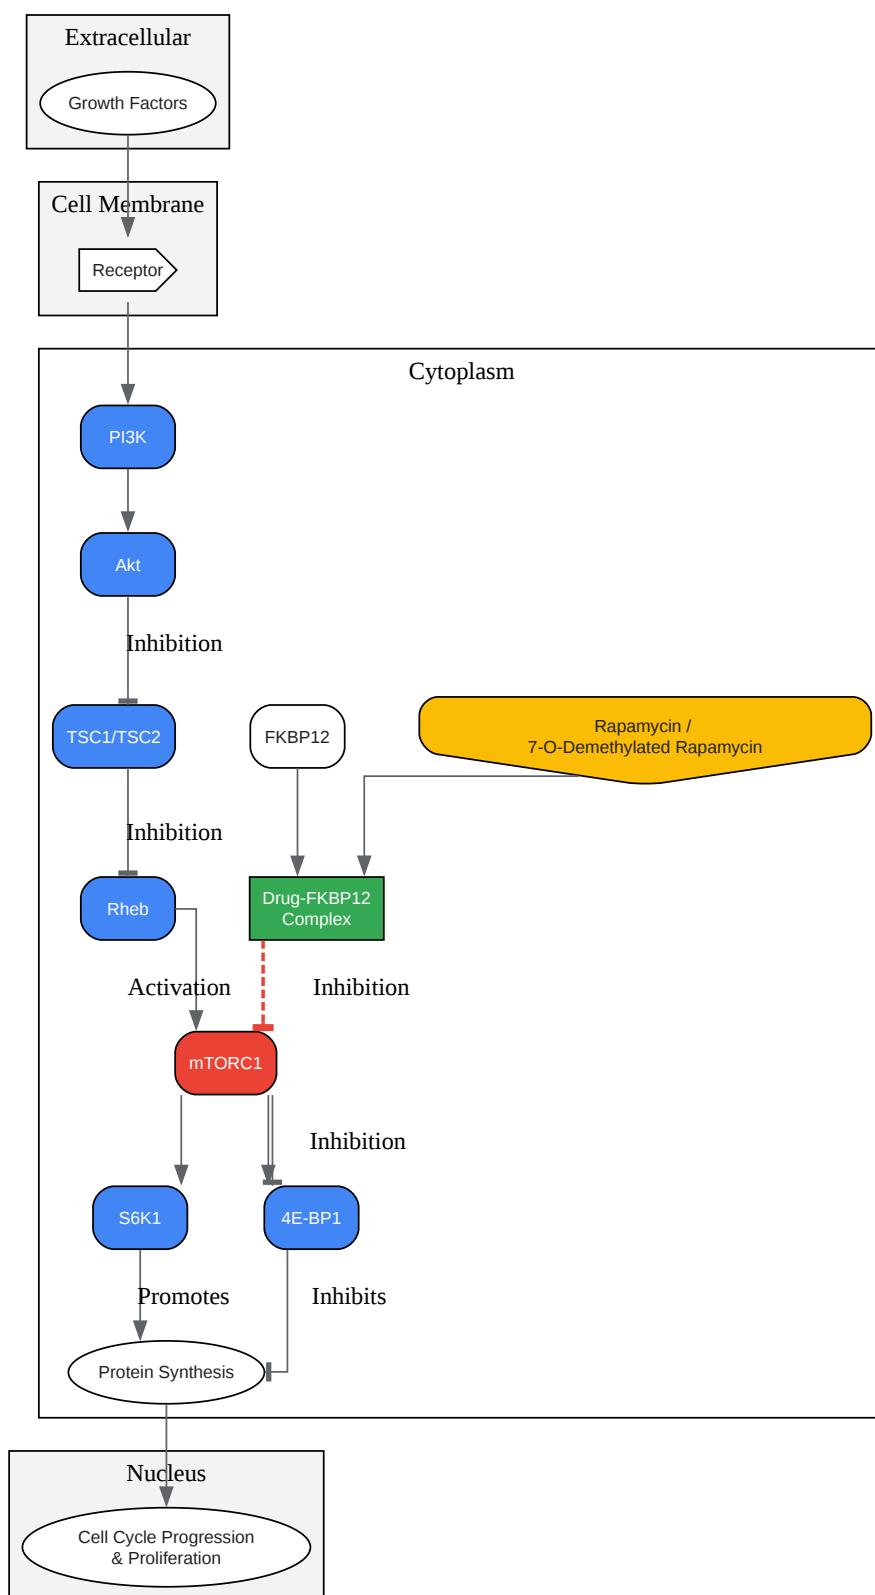 Extracellular
Growth Factors
Cell Membrane
Receptor
Cytoplasm
PI3K
Akt
Inhibition
TSC1/TSC2
FKBP12
Rapamycin /
7-O-Demethylated Rapamycin
Inhibition
Rheb
Drug-FKBP12
Complex
Activation
Inhibition
mTORC1
Inhibition
S6K1
4E-BP1
Promotes
Inhibits
Protein Synthesis
Nucleus
Cell Cycle Progression
& Proliferation